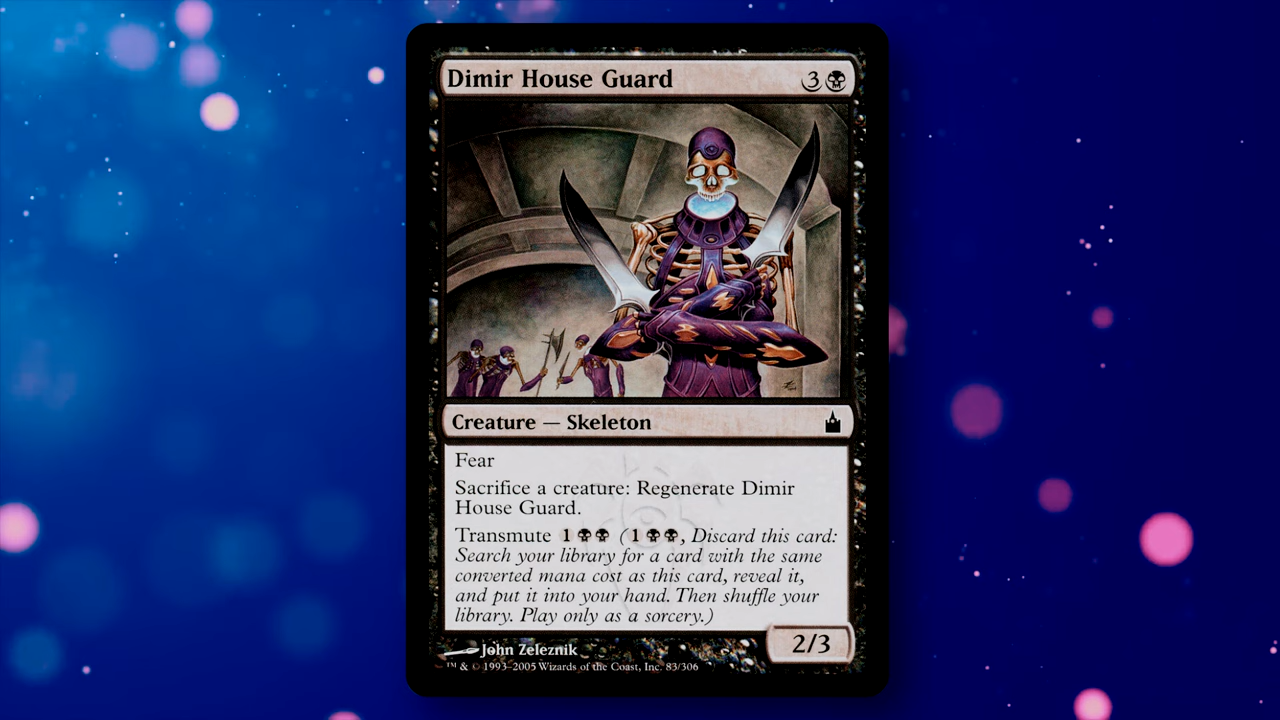 Dimir House Guard 3
Creature — Skeleton
Fear
Sacrifice a creature: Regenerate Dimir
House Guard.
Transmute 1 (1 , Discard this card:
Search your library for a card with the same
converted mana cost as this card, reveal it,
and put it into your hand. Then shuffle your
library. Play only as a sorcery.)
2/3
John Zeleznik
™ & © 1993–2005 Wizards of the Coast, Inc. 83/306